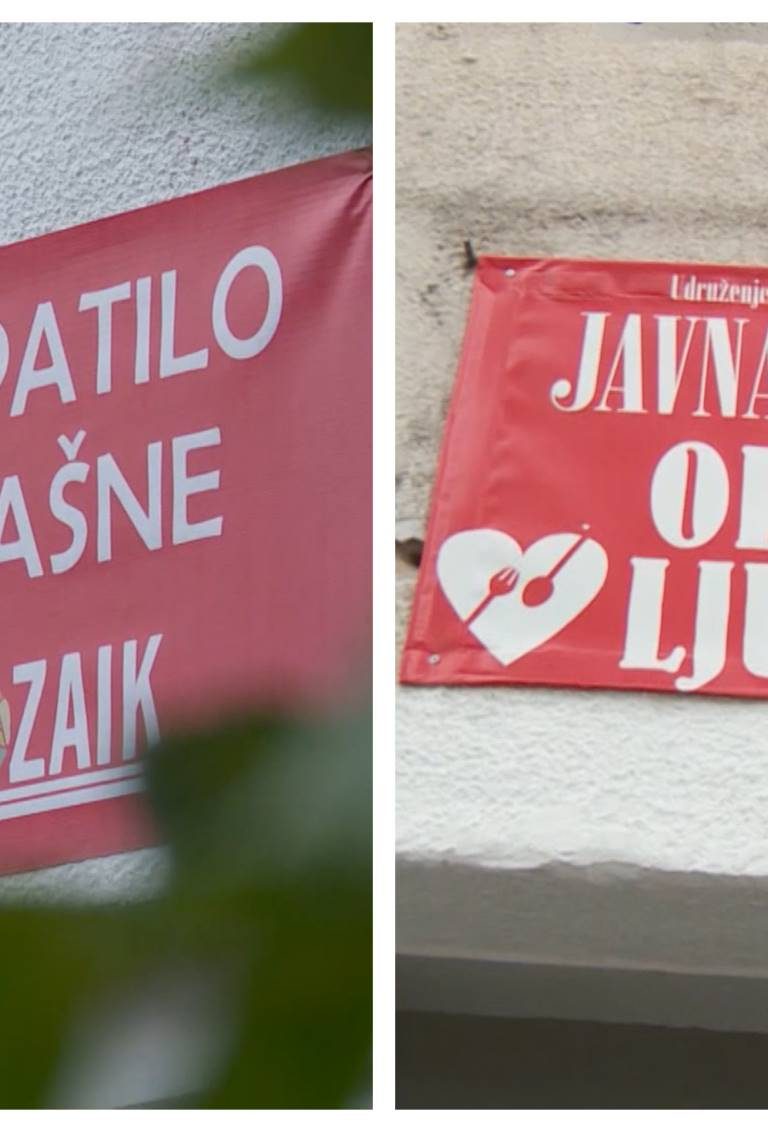 PATILO
AŠNE
ZAIK
Udruženje
JAVNA
LJU